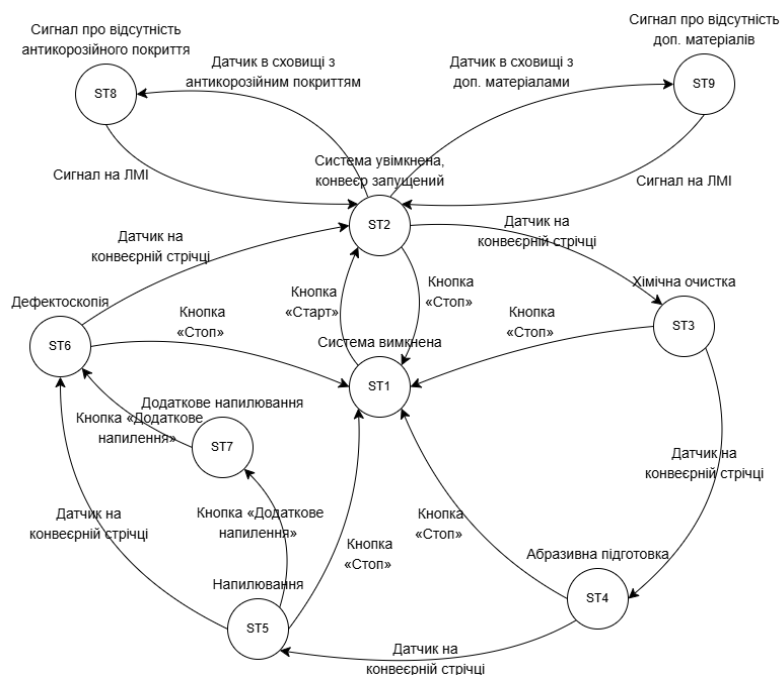 Сигнал про відсутність
антикорозійного покриття
Сигнал про відсутність
доп. матеріалів
Датчик в сховищі з
антикорозійним покриттям
Датчик в сховищі з
доп. матеріалами
ST8
ST9
Сигнал на ЛМІ
Система увімкнена,
конвеєр запущений
Сигнал на ЛМІ
ST2
Датчик на
конвеєрній стрічці
Датчик на
конвеєрній стрічці
Дефектоскопія
Кнопка
«Стоп»
Кнопка
«Старт»
Кнопка
«Стоп»
Кнопка
«Стоп»
Хімічна очистка
ST3
ST6
Система вимкнена
ST1
Додаткове напилювання
Кнопка «Додаткове
напилення»
ST7
Датчик на
конвеєрній стрічці
Датчик на
конвеєрній стрічці
Кнопка «Додаткове
напилення»
Кнопка
«Стоп»
Кнопка
«Стоп»
Напилювання
Абразивна підготовка
ST5
ST4
Датчик на
конвеєрній стрічці